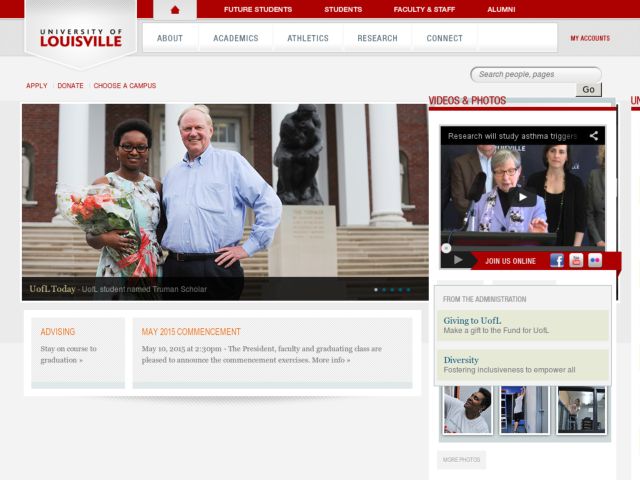 UNIVERSITY OF
LOUISVILLE
FUTURE STUDENTS
STUDENTS
FACULTY & STAFF
ALUMNI
ABOUT
ACADEMICS
ATHLETICS
RESEARCH
CONNECT
MY ACCOUNTS
APPLY
DONATE
CHOOSE A CAMPUS
Search people, pages
Go
VIDEOS & PHOTOS
UN
Research will study asthma triggers
UofL Today - UofL student named Truman Scholar
JOIN US ONLINE
You
Tube
FROM THE ADMINISTRATION
Giving to UofL
Make a gift to the Fund for UofL
Diversity
Fostering inclusiveness to empower all
ADVISING
Stay on course to
graduation »
MAY 2015 COMMENCEMENT
May 10, 2015 at 2:30pm - The President, faculty and graduating class are
pleased to announce the commencement exercises. More info »
MORE PHOTOS